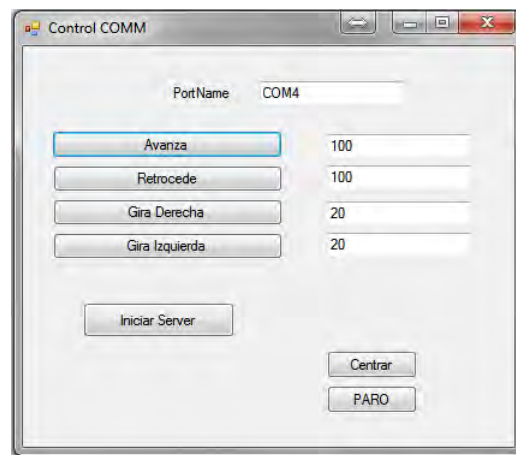 Control COMM
PortName COM4
Avanza 100
Retrocede 100
Gira Derecha 20
Gira Izquierda 20
Iniciar Server
Centrar
PARO